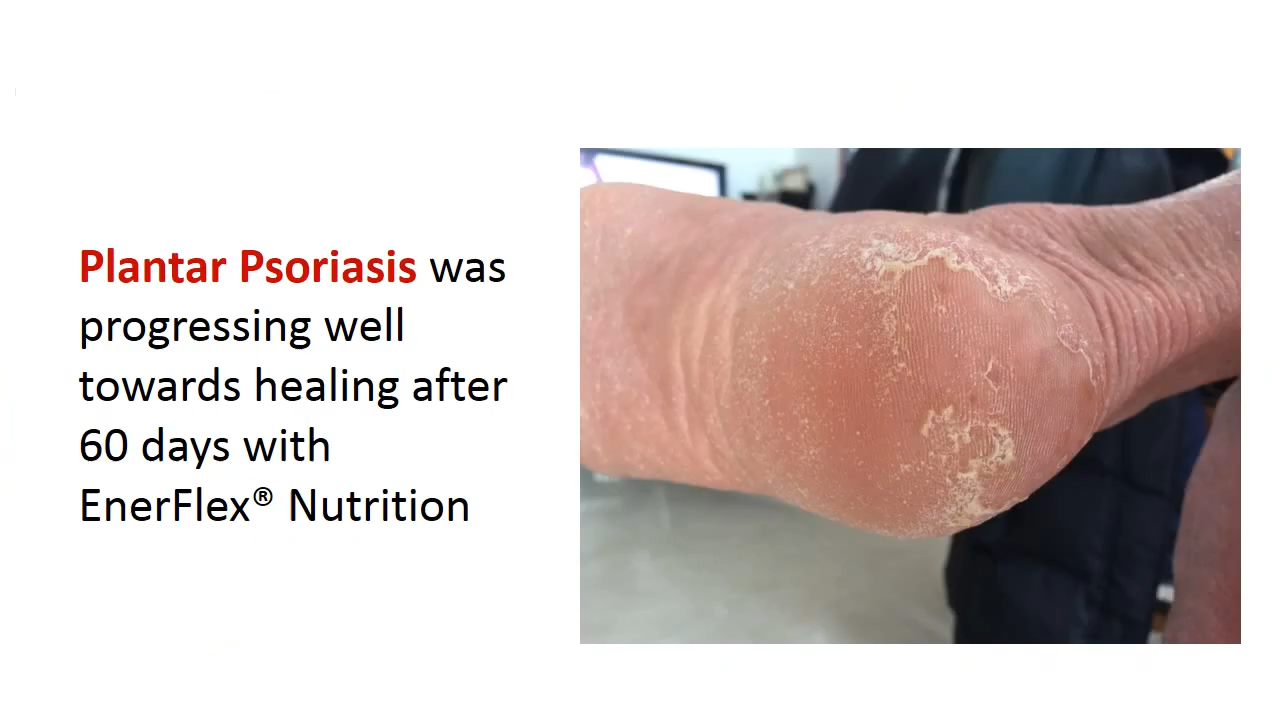 Plantar Psoriasis was
progressing well
towards healing after
60 days with
EnerFlex® Nutrition